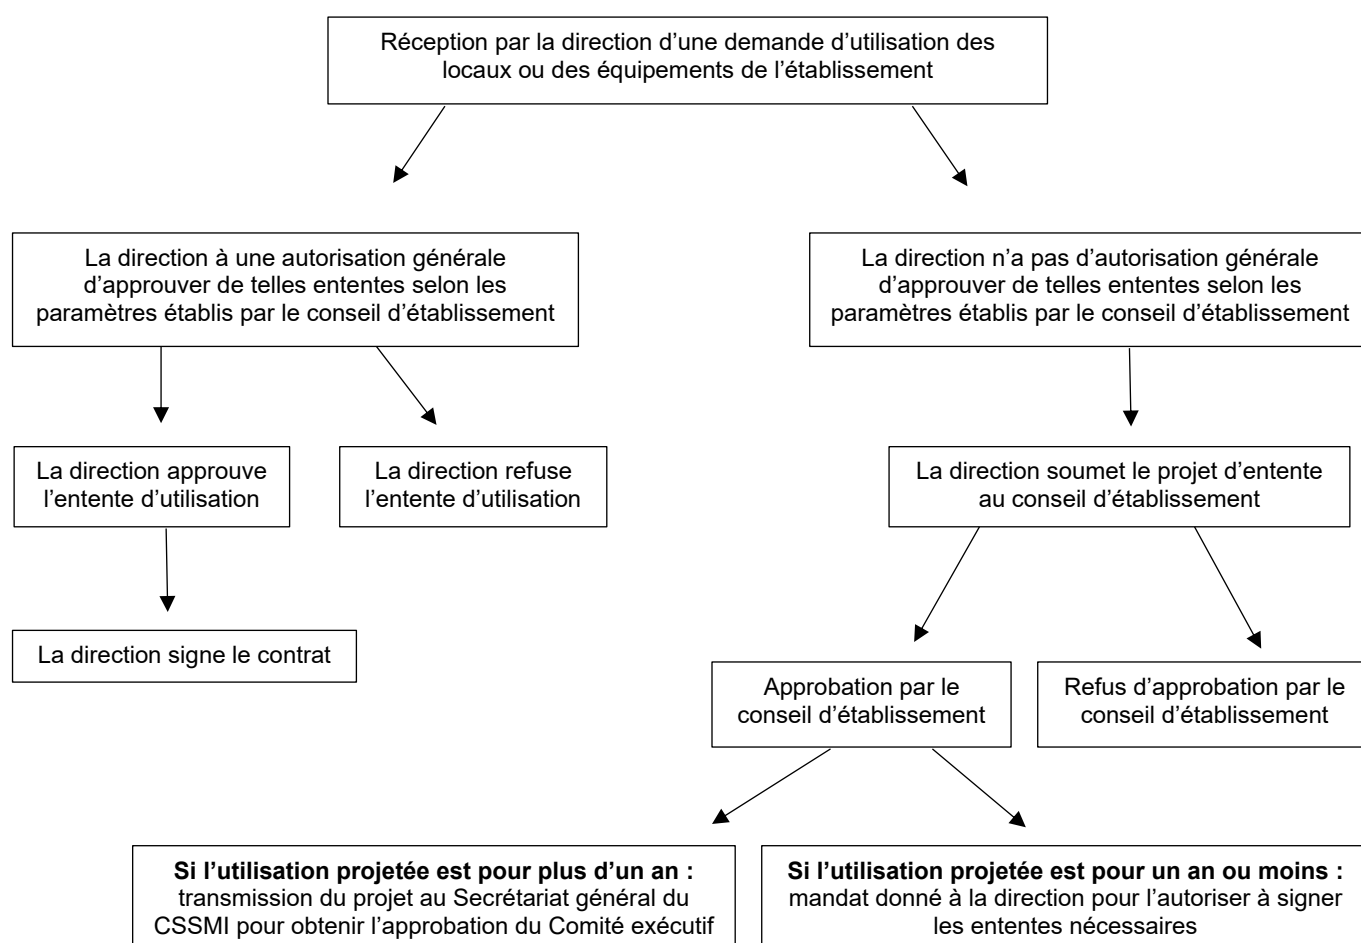 Réception par la direction d’une demande d’utilisation des
locaux ou des équipements de l’établissement
La direction à une autorisation générale
d’approuver de telles ententes selon les
paramètres établis par le conseil d’établissement
La direction n’a pas d’autorisation générale
d’approuver de telles ententes selon les
paramètres établis par le conseil d’établissement
La direction approuve
l’entente d’utilisation
La direction refuse
l’entente d’utilisation
La direction soumet le projet d’entente
au conseil d’établissement
La direction signe le contrat
Approbation par le
conseil d’établissement
Refus d’approbation par le
conseil d’établissement
Si l’utilisation projetée est pour plus d’un an :
transmission du projet au Secrétariat général du
CSSMI pour obtenir l’approbation du Comité exécutif
Si l’utilisation projetée est pour un an ou moins :
mandat donné à la direction pour l’autoriser à signer
les ententes nécessaires